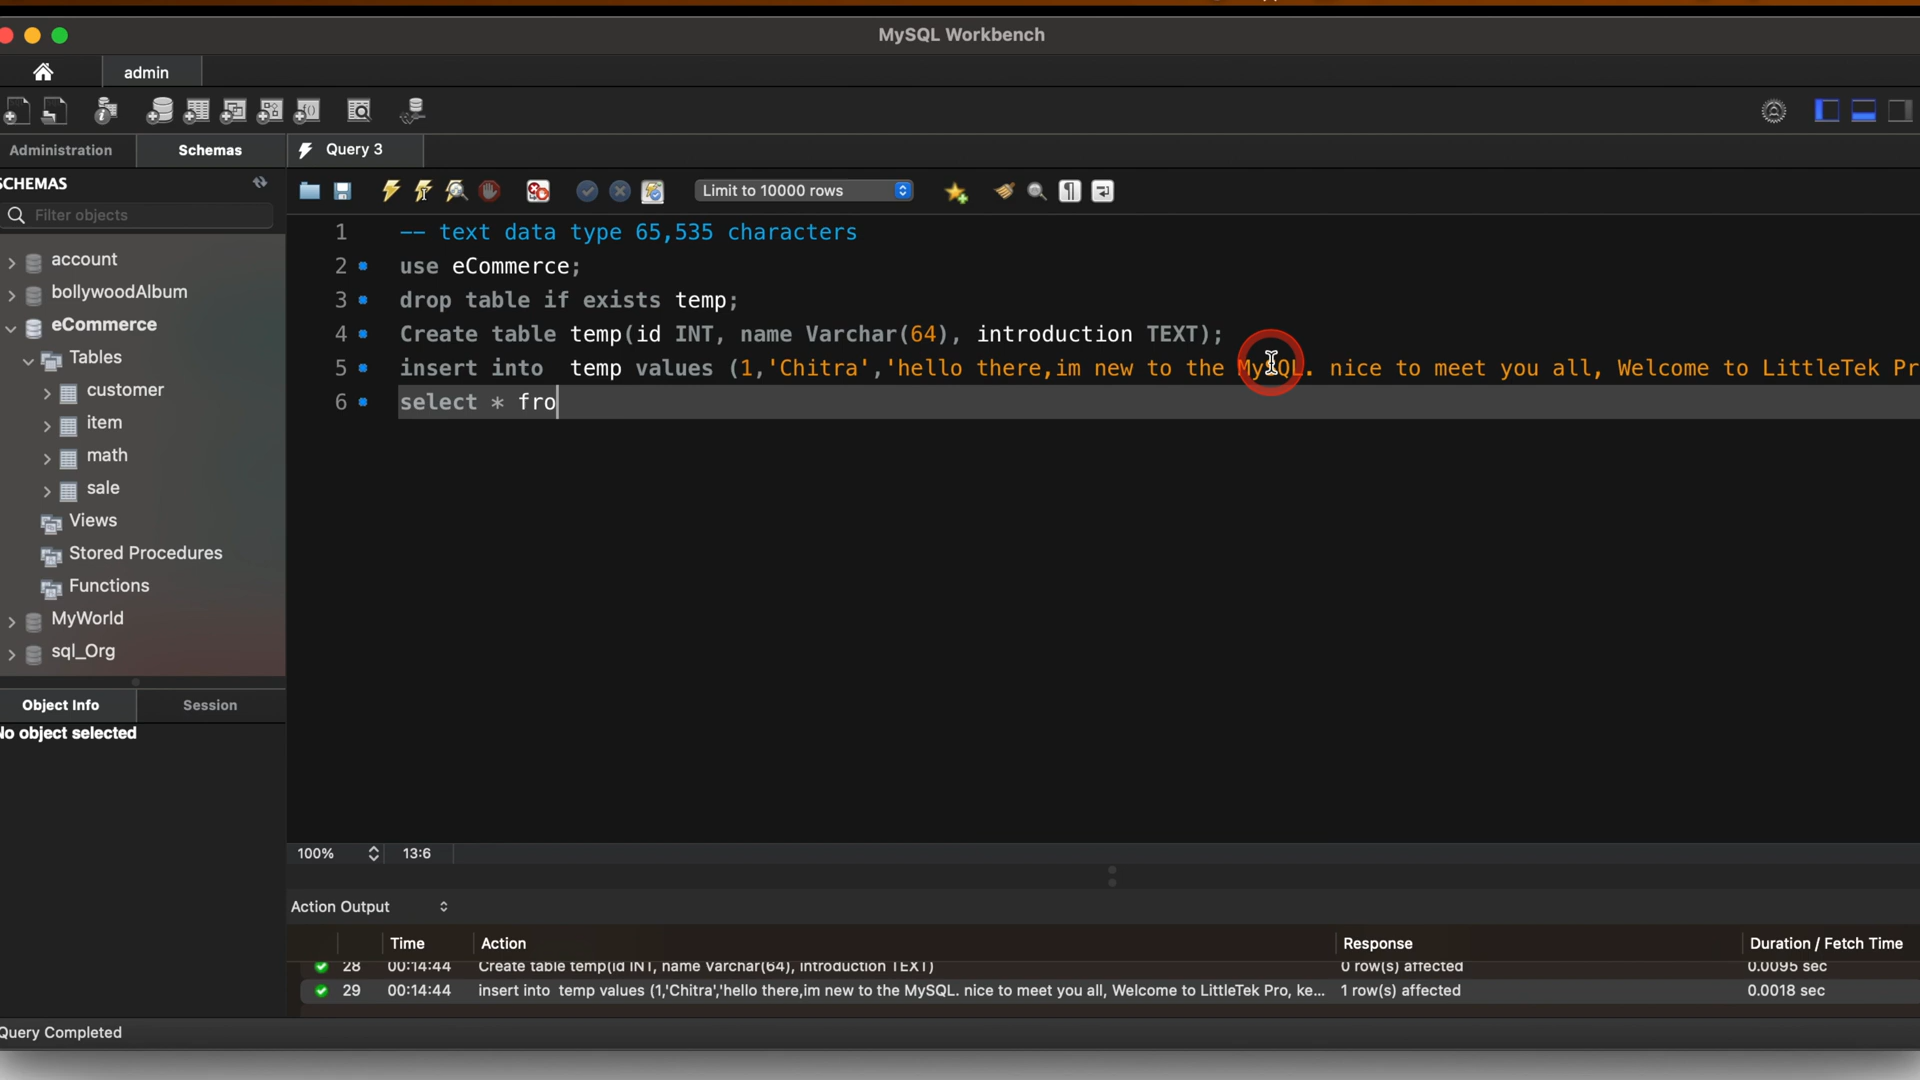 MySQL Workbench
admin
Administration
Schemas
Query 3
SCHEMAS
Filter objects
Limit to 10000 rows
account
bollywoodAlbum
eCommerce
Tables
customer
item
math
sale
Views
Stored Procedures
Functions
MyWorld
sql_Org
Object Info
Session
No object selected
1 -- text data type 65,535 characters
2 use eCommerce;
3 drop table if exists temp;
4 Create table temp(id INT, name Varchar(64), introduction TEXT);
5 insert into  temp values (1,'Chitra','hello there,im new to the MySQL. nice to meet you all, Welcome to LittleTek Pr
6 select * fro
100%
13:6
Action Output
Time Action Response Duration / Fetch Time
28 00:14:44 Create table temp(id INT, name Varchar(64), introduction TEXT) 0 row(s) affected 0.0095 sec
29 00:14:44 insert into  temp values (1,'Chitra','hello there,im new to the MySQL. nice to meet you all, Welcome to LittleTek Pro, ke... 1 row(s) affected 0.0018 sec
Query Completed